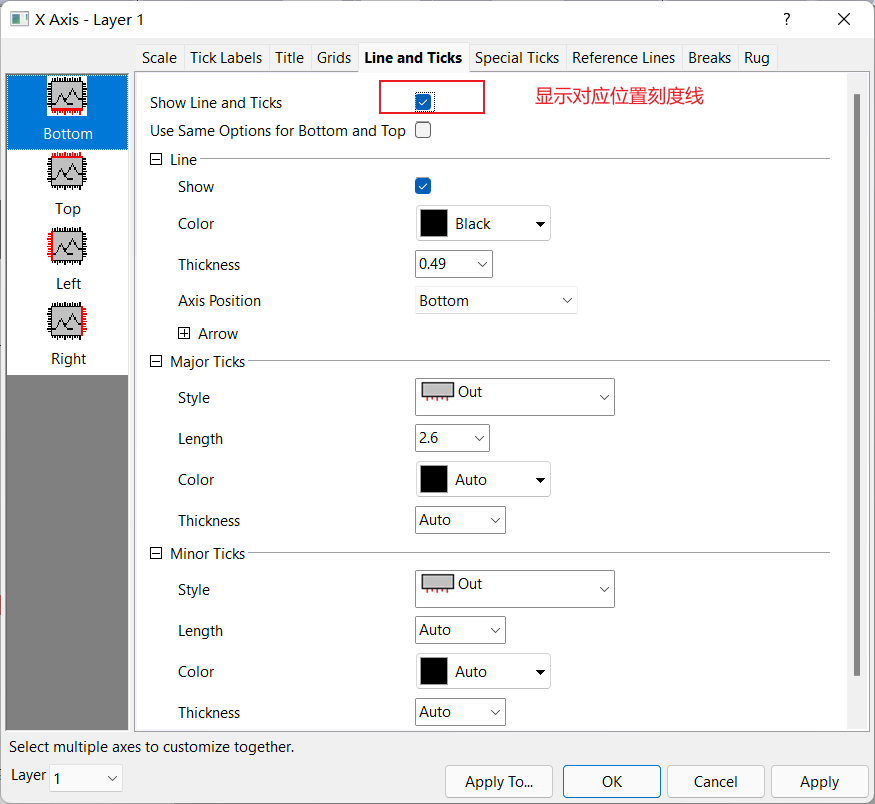 X Axis - Layer 1
?
Scale Tick Labels Title Grids Line and Ticks Special Ticks Reference Lines Breaks Rug
Bottom
Top
Left
Right
Show Line and Ticks
显示对应位置刻度线
Use Same Options for Bottom and Top
Line
Show
Color Black
Thickness 0.49
Axis Position Bottom
Arrow
Major Ticks
Style Out
Length 2.6
Color Auto
Thickness Auto
Minor Ticks
Style Out
Length Auto
Color Auto
Thickness Auto
Select multiple axes to customize together.
Layer 1
Apply To... OK Cancel Apply